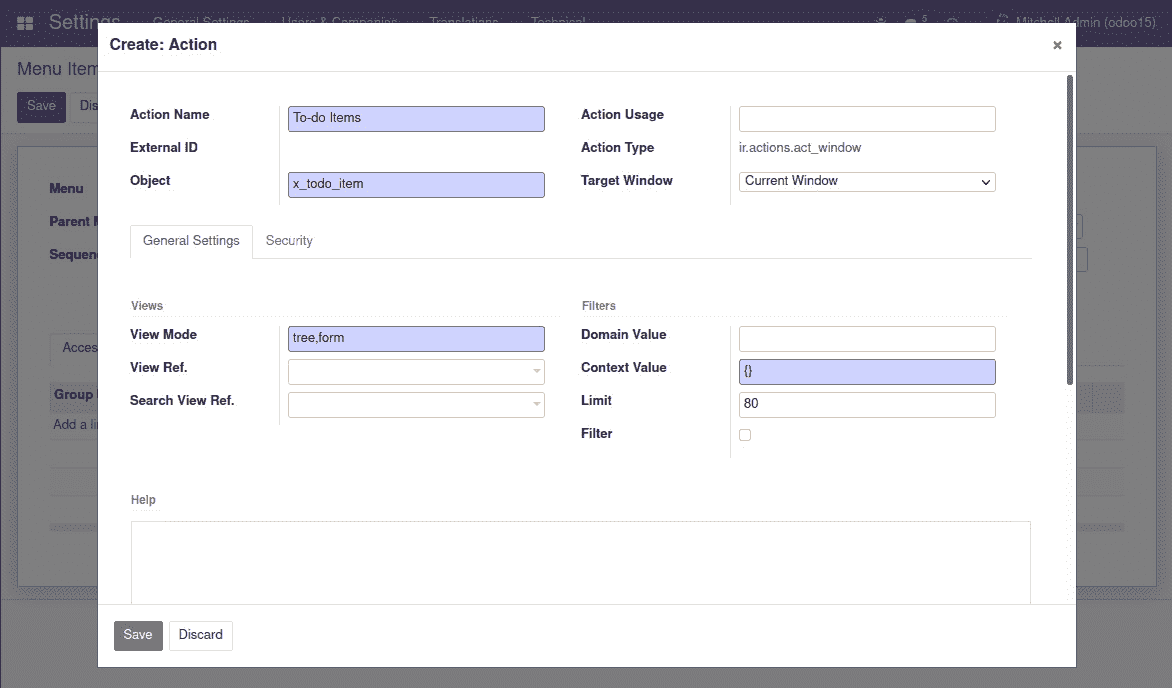 Settings General Settings Users & Companies Translations Technical 5 Mitchell Admin (odoo15)
Create: Action ×
Menu Item
Save
Action Name To-do Items Action Usage
External ID Action Type ir.actions.act_window
Object x_todo_item Target Window Current Window
Menu
Parent
Sequen
General Settings Security
Views Filters
View Mode tree,form Domain Value
View Ref. Context Value {}
Search View Ref. Limit 80
Filter
Acces
Group
Add a li
Help
Save Discard